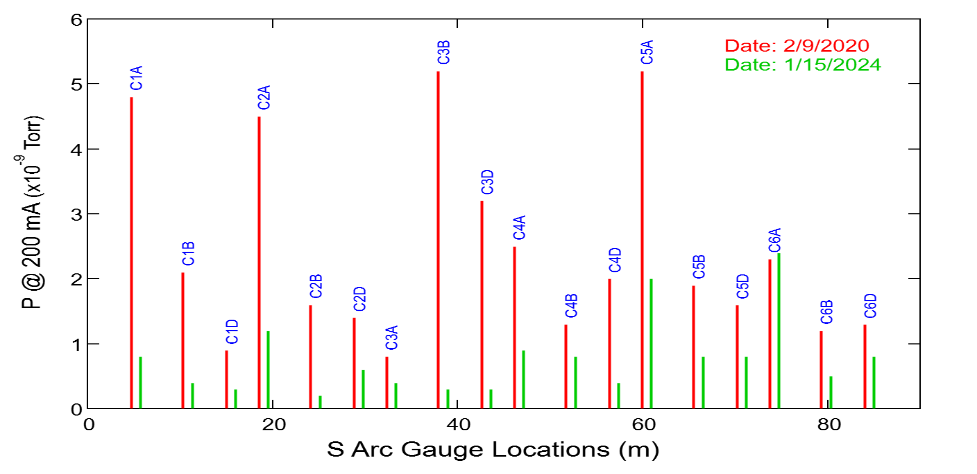 Date: 2/9/2020
Date: 1/15/2024
P @ 200 mA (x10⁻⁹ Torr)
6
5
4
3
2
1
0
C1A
C1B
C1D
C2A
C2B
C2D
C3A
C3B
C3D
C4A
C4B
C4D
C5A
C5B
C5D
C6A
C6B
C6D
0 20 40 60 80
S Arc Gauge Locations (m)